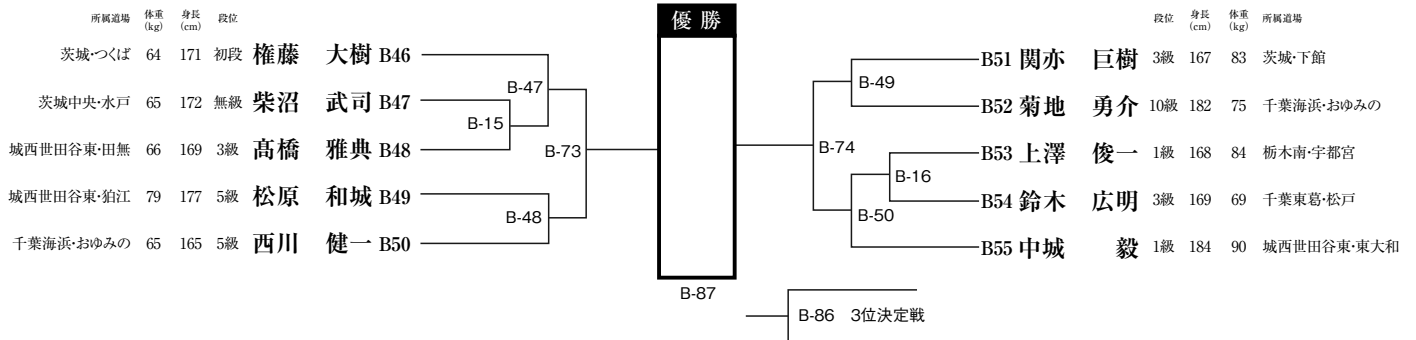 優勝
所属道場 体重(kg) 身長(cm) 段位
茨城・つくば 64 171 初段 権藤 大樹 B46
茨城中央・水戸 65 172 無級 柴沼 武司 B47
城西世田谷東・田無 66 169 3級 髙橋 雅典 B48
城西世田谷東・狛江 79 177 5級 松原 和城 B49
千葉海浜・おゆみの 65 165 5級 西川 健一 B50
B-47
B-15
B-73
B-48
段位 身長(cm) 体重(kg) 所属道場
B51 関亦 巨樹 3級 167 83 茨城・下館
B52 菊地 勇介 10級 182 75 千葉海浜・おゆみの
B53 上澤 俊一 1級 168 84 栃木南・宇都宮
B54 鈴木 広明 3級 169 69 千葉東葛・松戸
B55 中城 毅 1級 184 90 城西世田谷東・東大和
B-49
B-74
B-16
B-50
B-87
B-86 3位決定戦